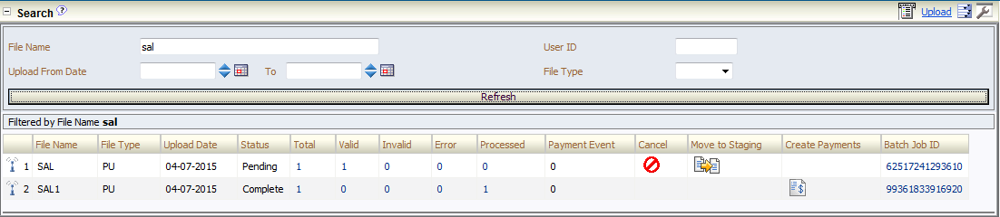 Search ? Upload
File Name sal User ID
Upload From Date To File Type
Refresh
Filtered by File Name sal
File Name File Type Upload Date Status Total Valid Invalid Error Processed Payment Event Cancel Move to Staging Create Payments Batch Job ID
1 SAL PU 04-07-2015 Pending 1 1 0 0 0 0 62517241293610
2 SAL1 PU 04-07-2015 Complete 1 0 0 0 1 0 $ 99361833916920